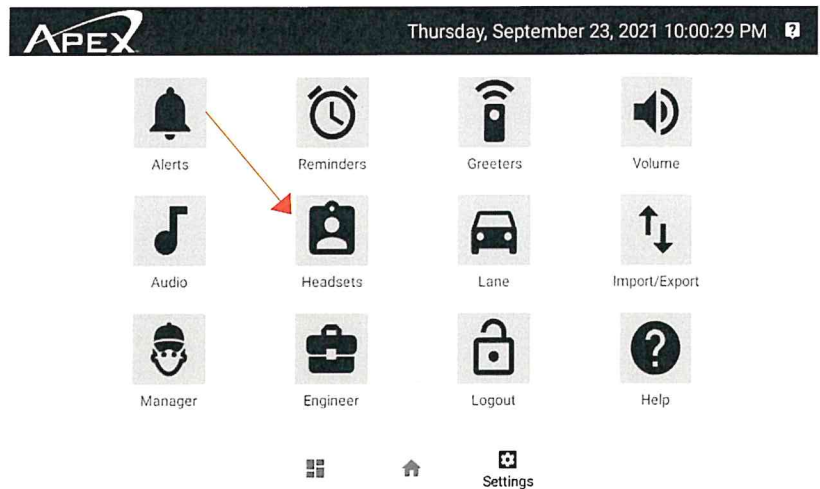 APEX
Thursday, September 23, 2021 10:00:29 PM ?
Alerts
Reminders
Greeters
Volume
Audio
Headsets
Lane
Import/Export
Manager
Engineer
Logout
Help
Settings